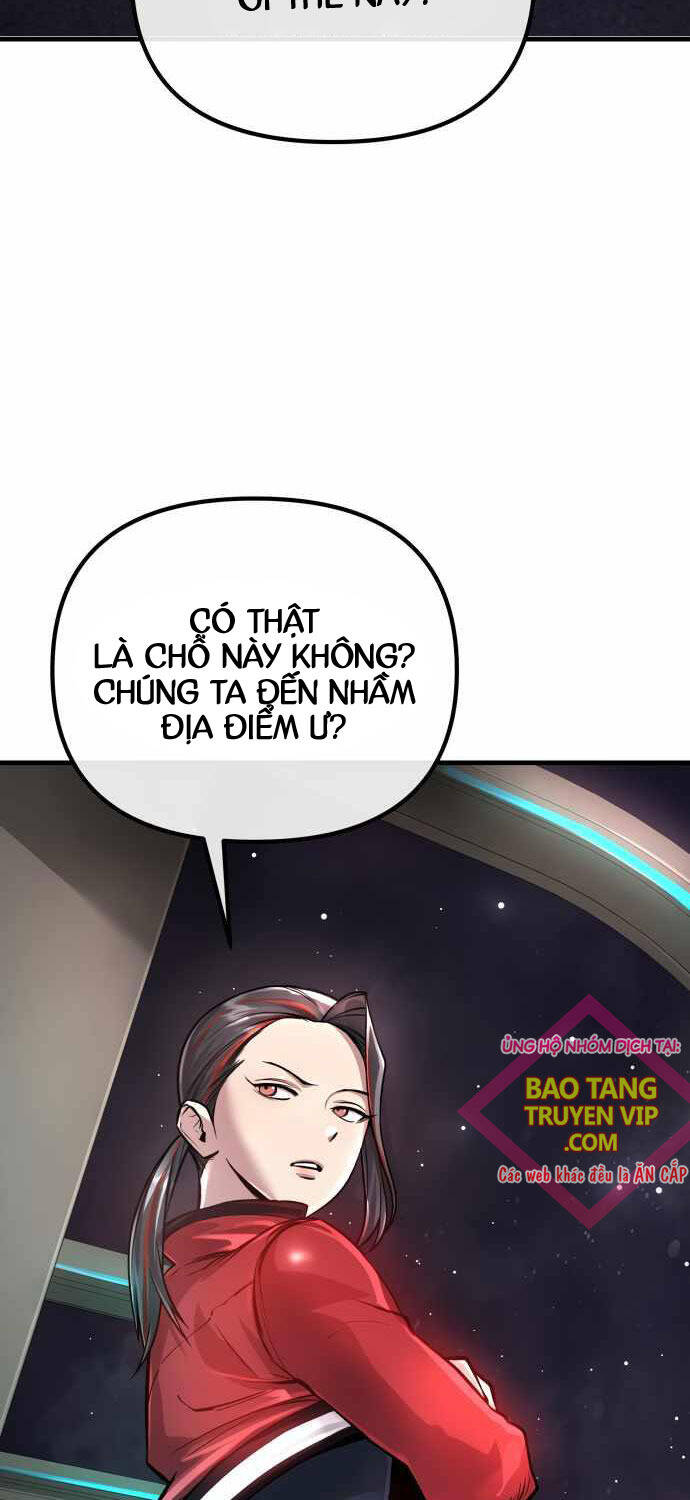 CÓ THẬT
LÀ CHỖ NÀY KHÔNG?
CHÚNG TA ĐẾN NHẦM
ĐỊA ĐIỂM Ư?
ỦNG HỘ NHÓM DỊCH TẠI:
BAO TANG
TRUYEN VIP
.COM
Các web khác đều là ĂN CẮP